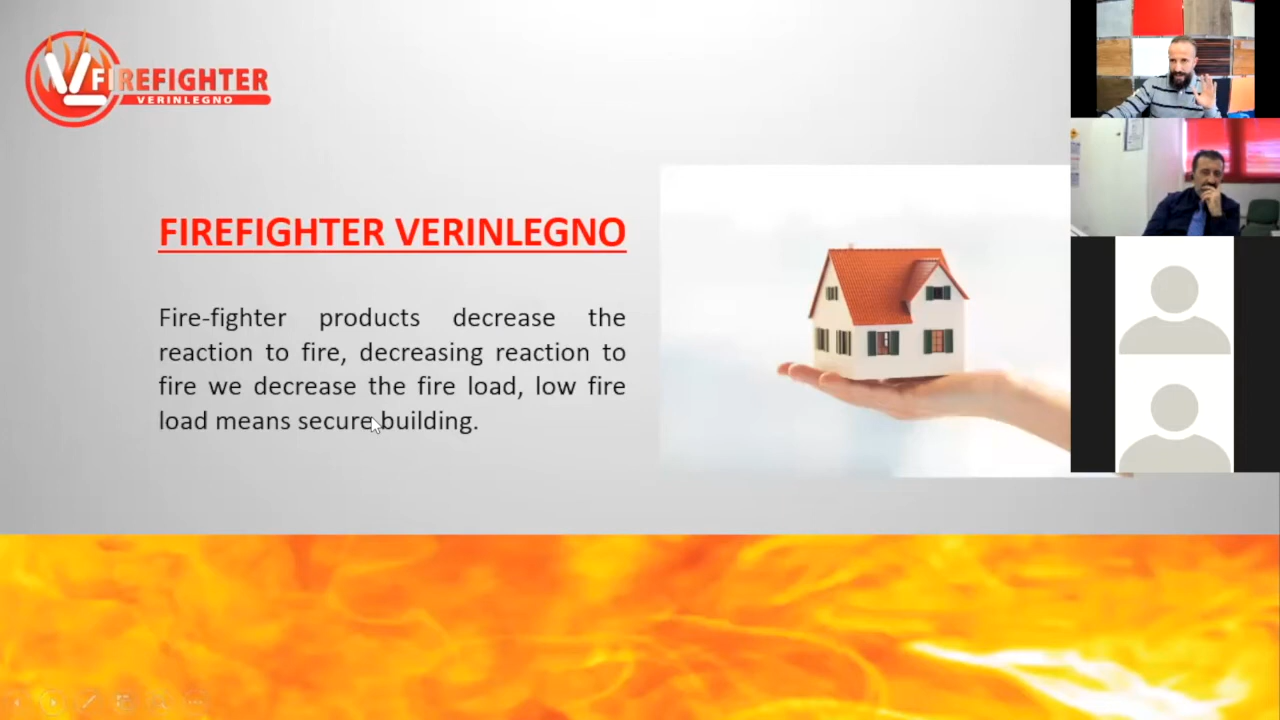 VFIREFIGHTER
VERINLEGNO
FIREFIGHTER VERINLEGNO
Fire-fighter products decrease the
reaction to fire, decreasing reaction to
fire we decrease the fire load, low fire
load means secure building.